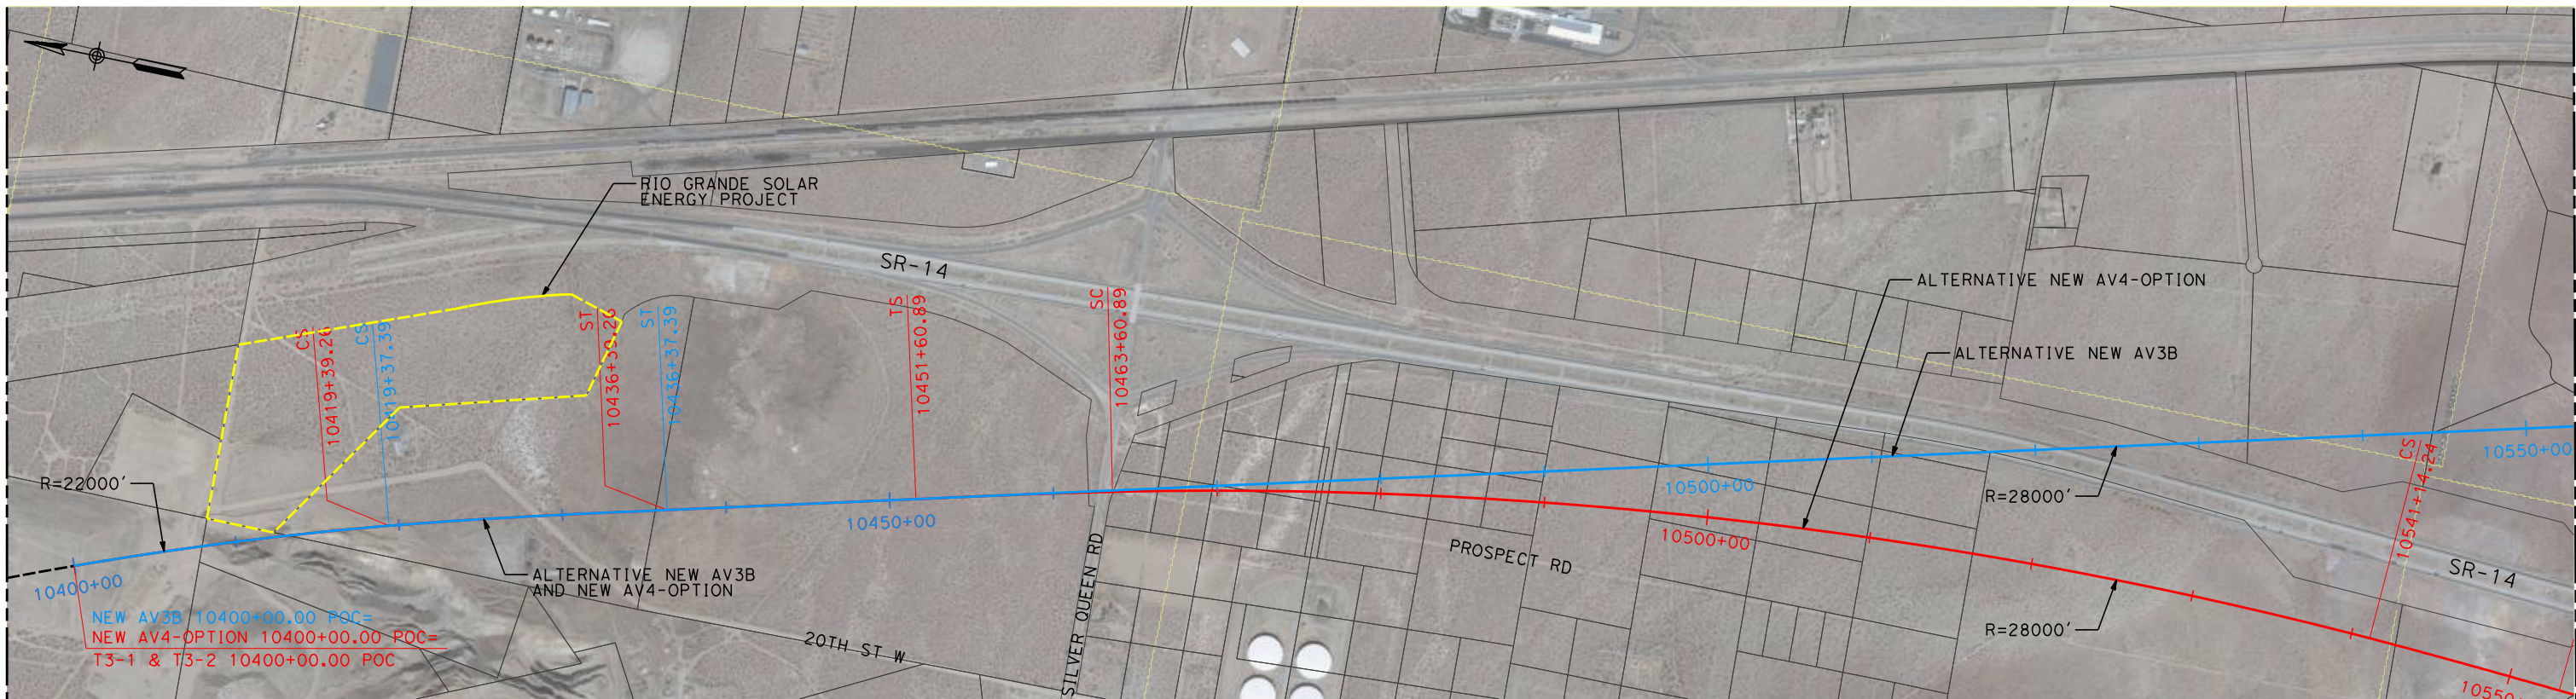 RIO GRANDE SOLAR
ENERGY PROJECT
SR-14
ALTERNATIVE NEW AV4-OPTION
ALTERNATIVE NEW AV3B
CS
10419+39.26
CS
10419+37.39
ST
10436+39.26
ST
10436+37.39
TS
10451+60.89
SC
10463+60.89
R=22000'
10400+00
NEW AV3B 10400+00.00 POC=
NEW AV4-OPTION 10400+00.00 POC=
T3-1 & T3-2 10400+00.00 POC
ALTERNATIVE NEW AV3B
AND NEW AV4-OPTION
10450+00
20TH ST W
SILVER QUEEN RD
PROSPECT RD
10500+00
10500+00
R=28000'
R=28000'
CS
10541+14.24
10550+00
SR-14
10550